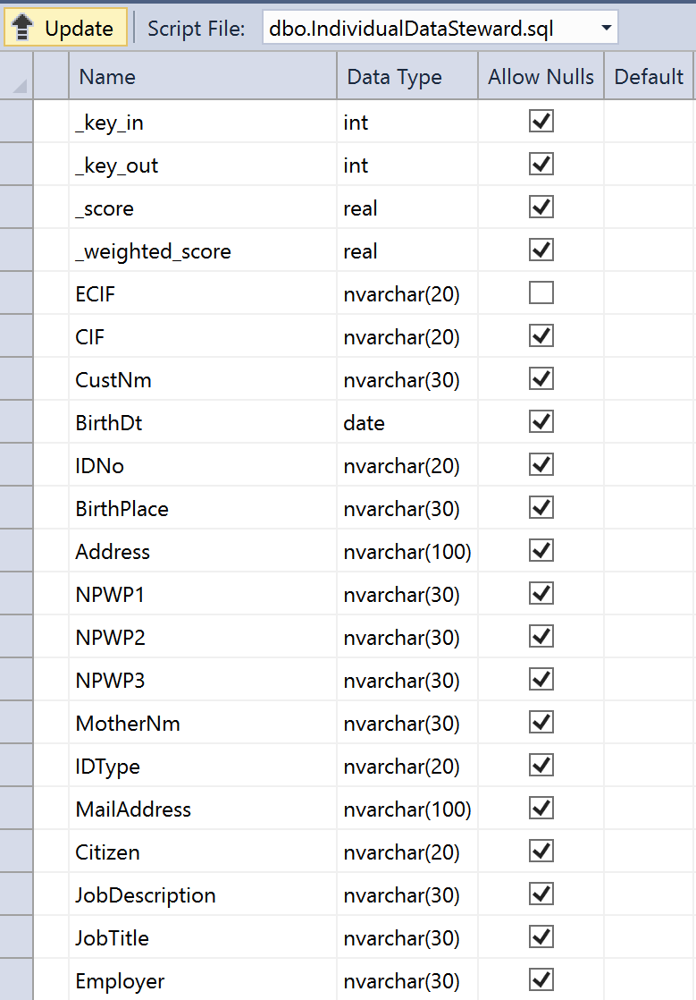 Update Script File: dbo.IndividualDataSteward.sql
Name Data Type Allow Nulls Default
_key_in int
_key_out int
_score real
_weighted_score real
ECIF nvarchar(20)
CIF nvarchar(20)
CustNm nvarchar(30)
BirthDt date
IDNo nvarchar(20)
BirthPlace nvarchar(30)
Address nvarchar(100)
NPWP1 nvarchar(30)
NPWP2 nvarchar(30)
NPWP3 nvarchar(30)
MotherNm nvarchar(30)
IDType nvarchar(20)
MailAddress nvarchar(100)
Citizen nvarchar(20)
JobDescription nvarchar(30)
JobTitle nvarchar(30)
Employer nvarchar(30)